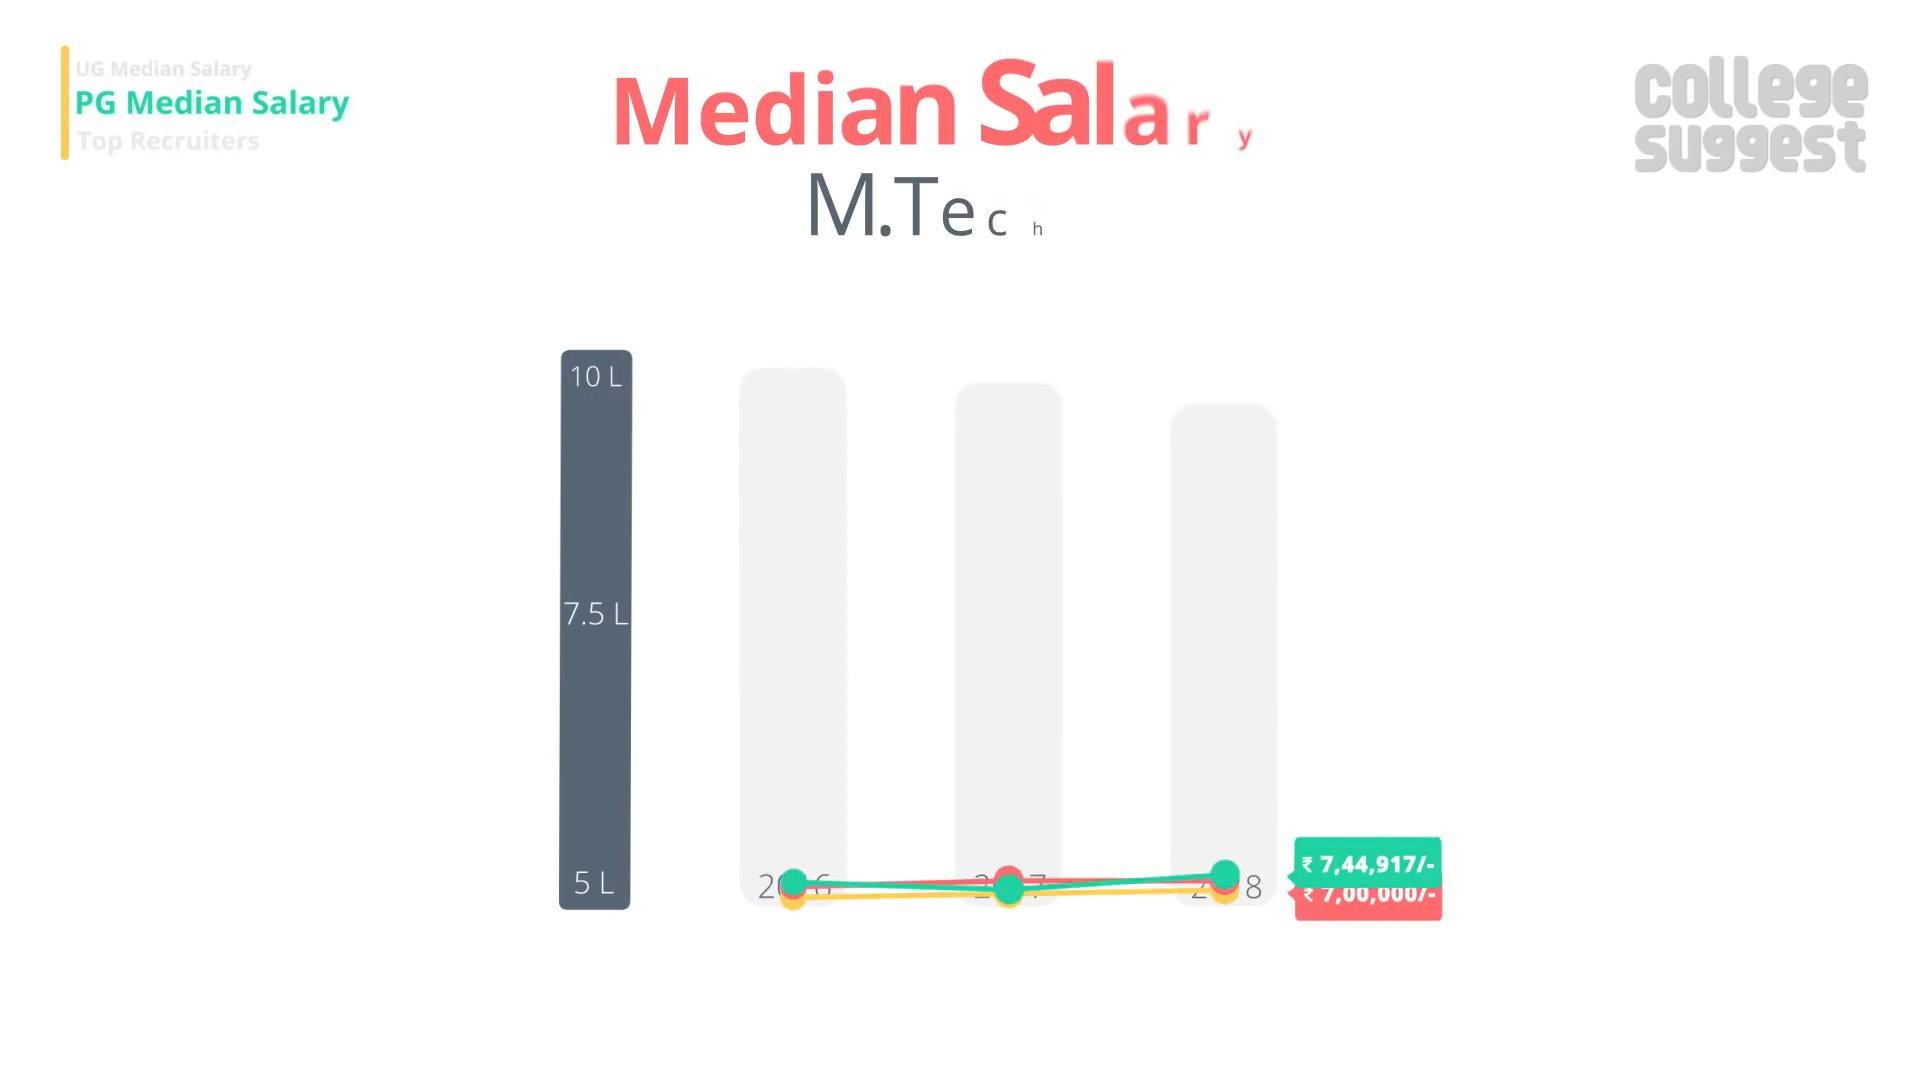 UG Median Salary
PG Median Salary
Top Recruiters
Median Salary
M.Tech
college
suggest
10 L
7.5 L
5 L
₹ 7,44,917/-
₹ 7,00,000/-